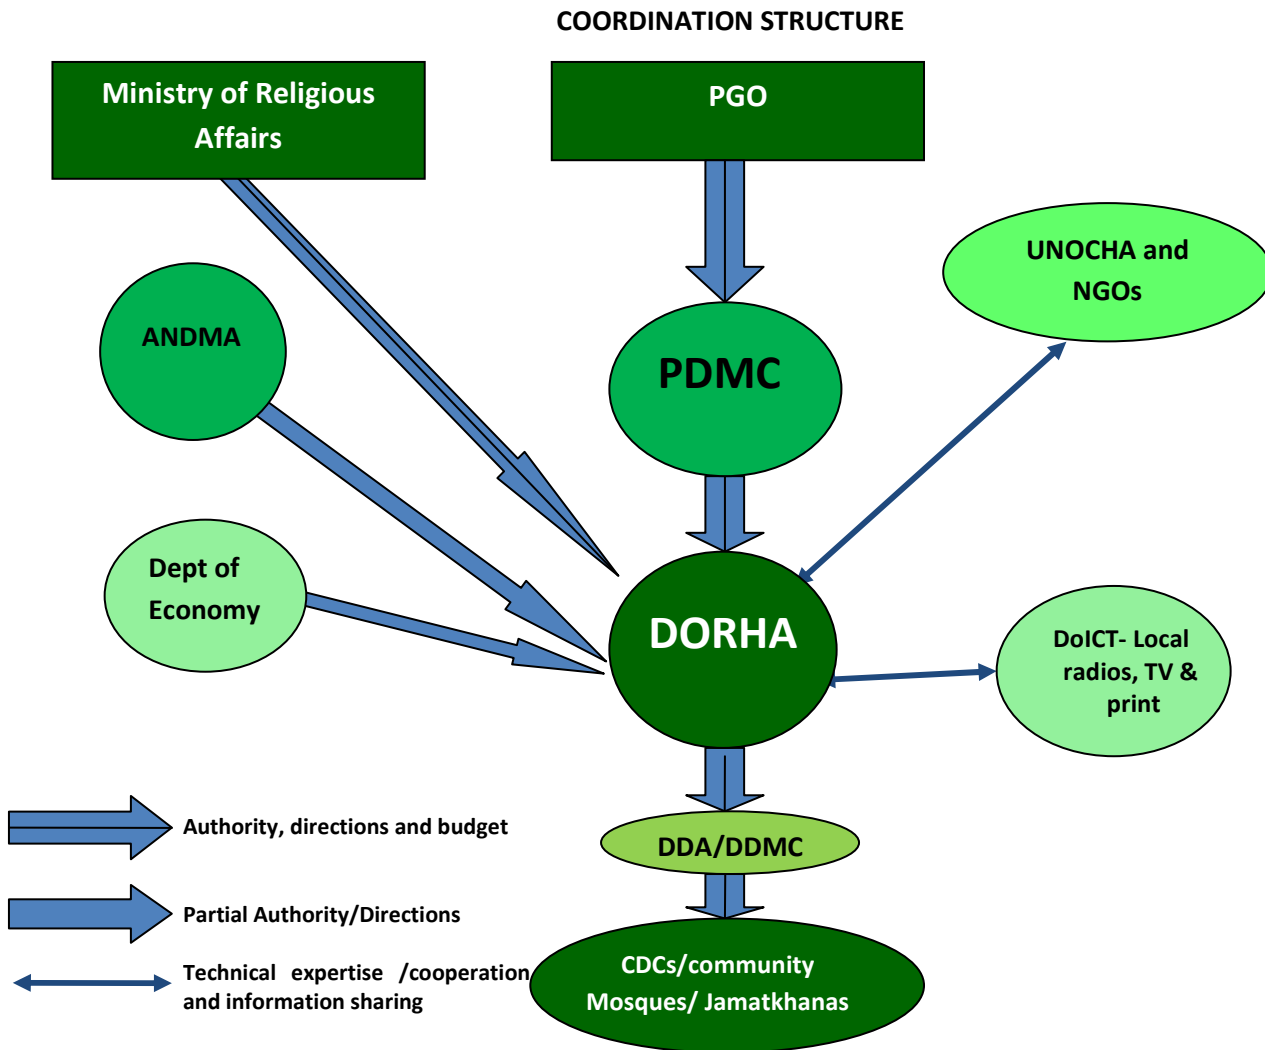 COORDINATION STRUCTURE
Ministry of Religious
Affairs
PGO
UNOCHA and
NGOs
ANDMA
PDMC
Dept of
Economy
DORHA
DoICT- Local
radios, TV &
print
Authority, directions and budget
DDA/DDMC
Partial Authority/Directions
CDCs/community
Mosques/ Jamatkhanas
Technical expertise /cooperation
and information sharing